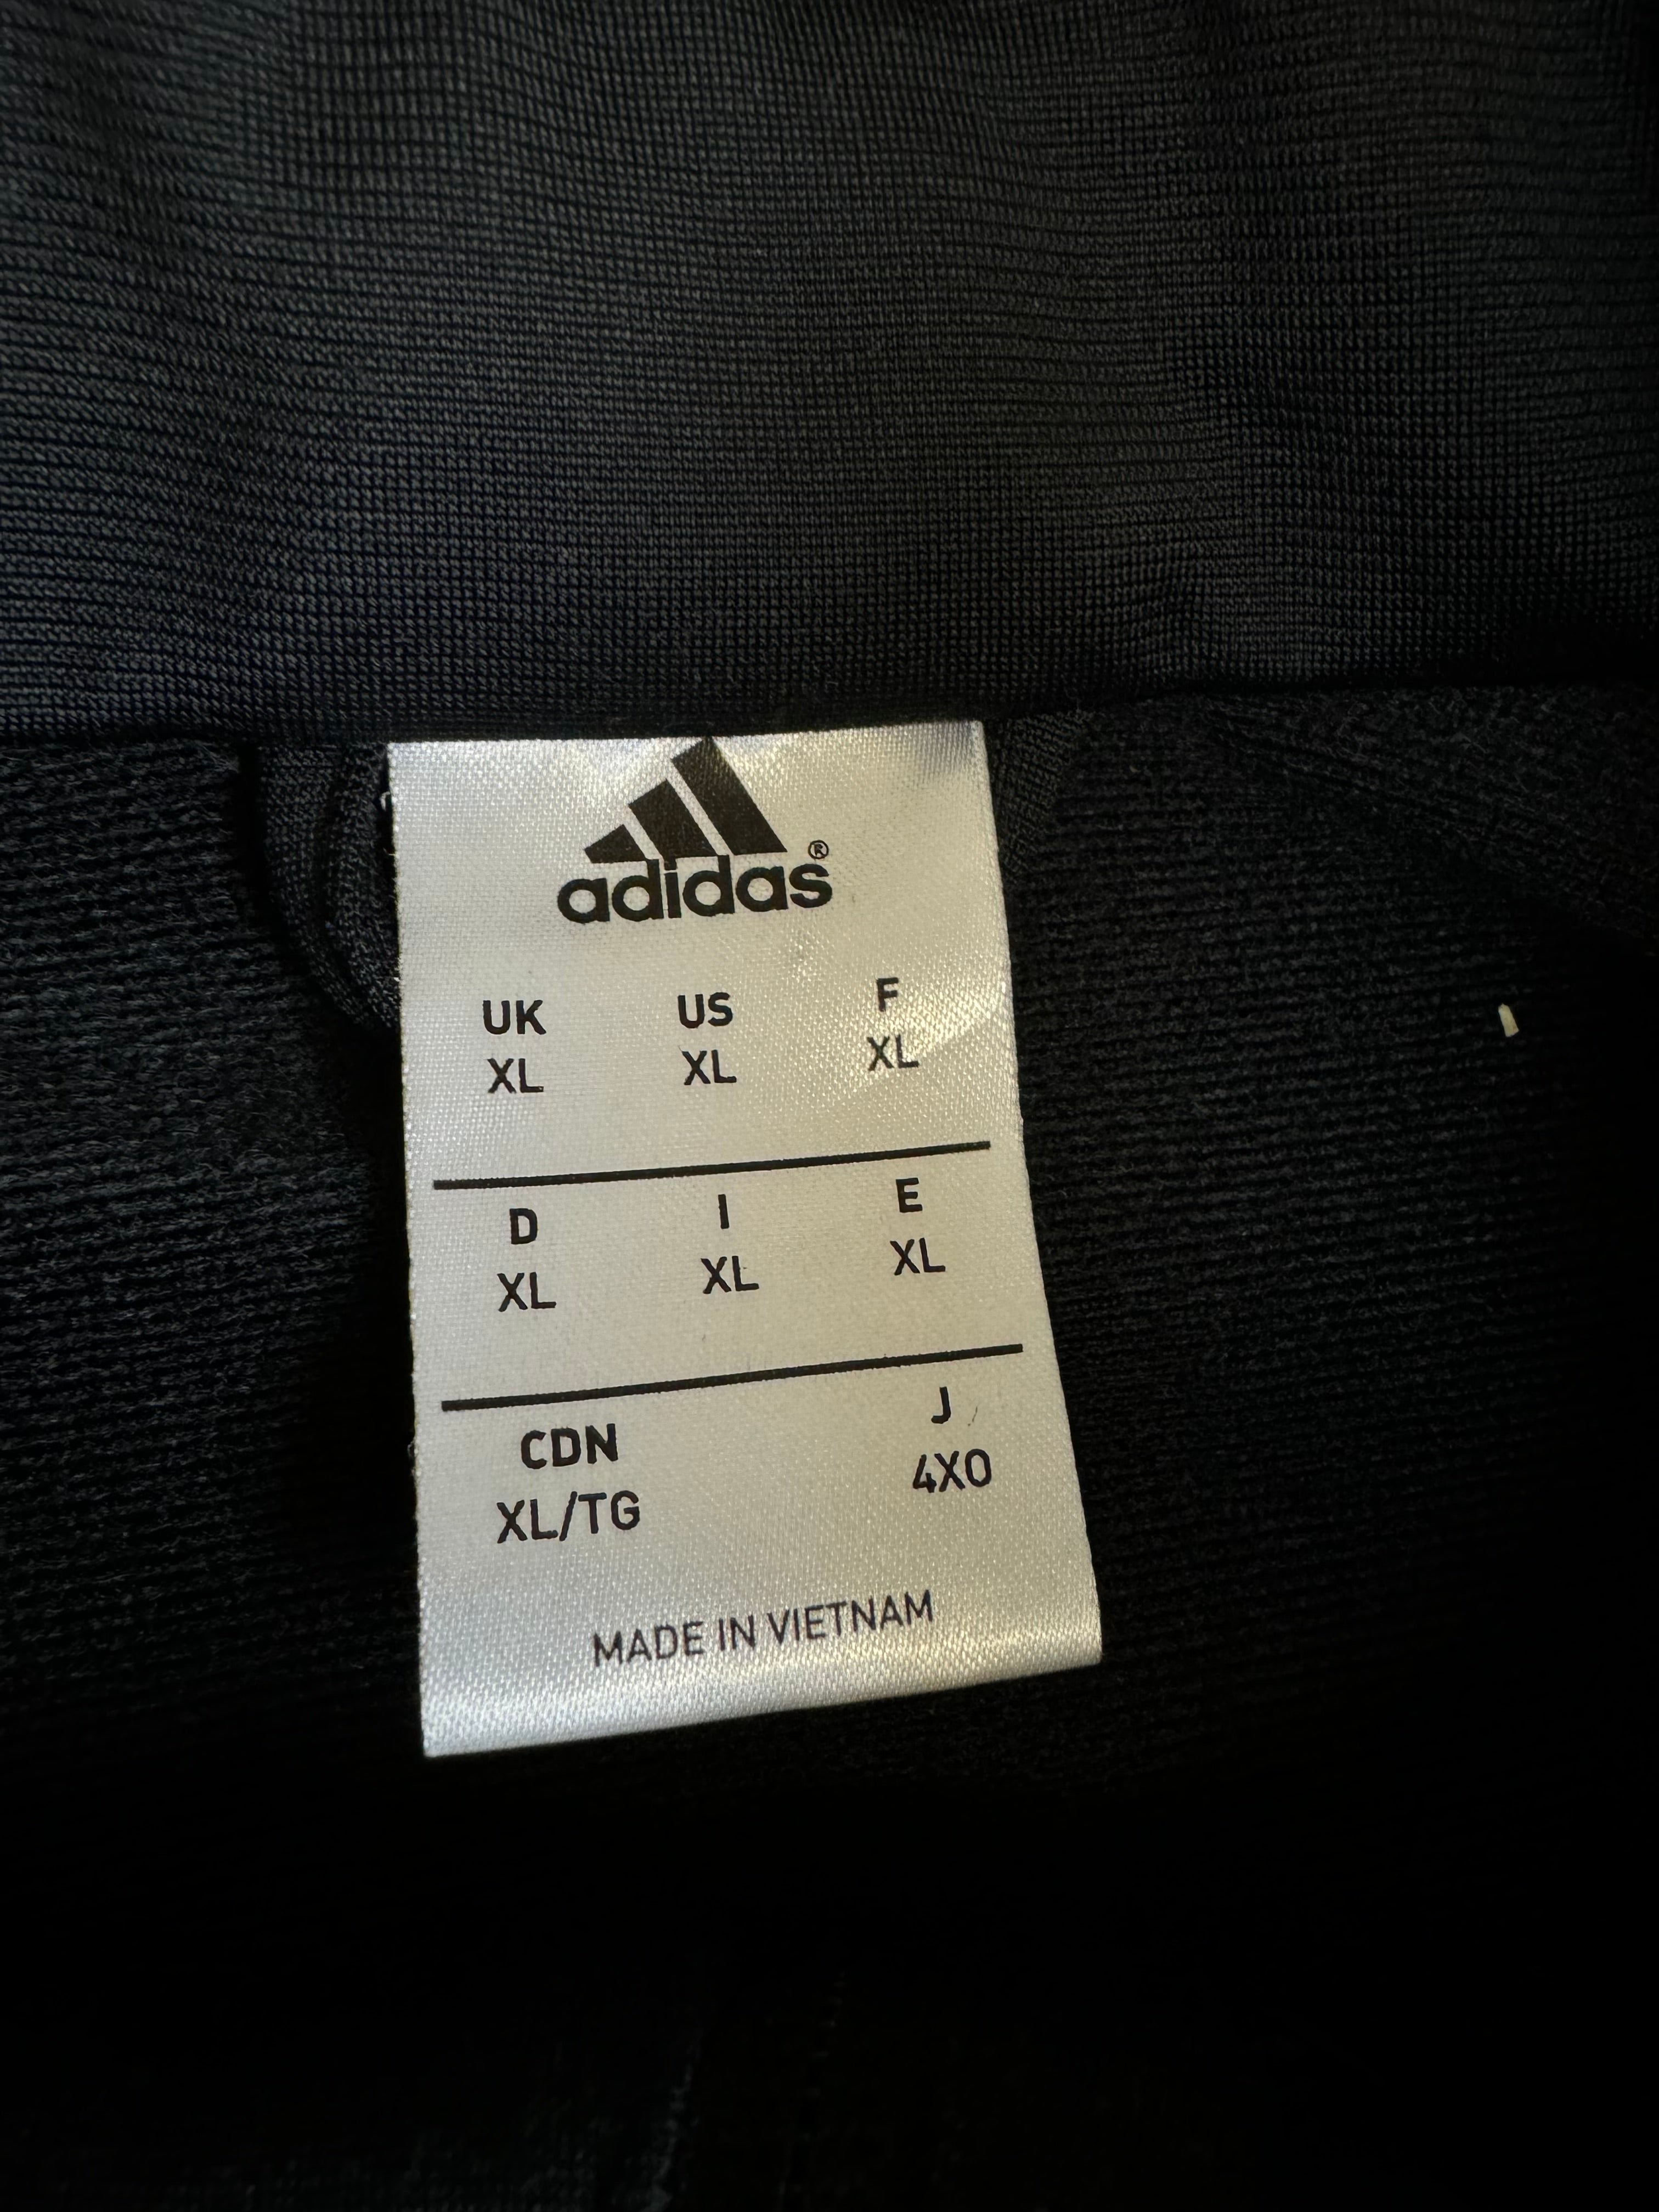 adidas®
UK US F
XL XL XL
D I E
XL XL XL
CDN J
XL/TG 4XO
MADE IN VIETNAM